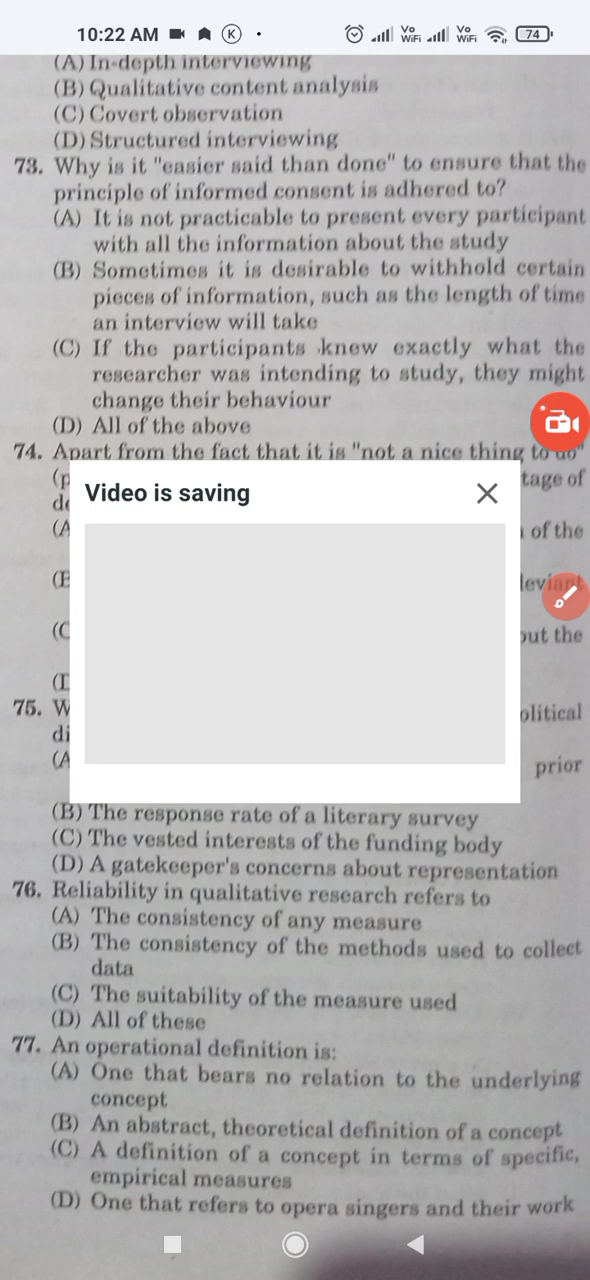 10:22 AM K Vo WiFi Vo WiFi 74
(A) In-depth interviewing
(B) Qualitative content analysis
(C) Covert observation
(D) Structured interviewing
73. Why is it "easier said than done" to ensure that the
principle of informed consent is adhered to?
(A) It is not practicable to present every participant
with all the information about the study
(B) Sometimes it is desirable to withhold certain
pieces of information, such as the length of time
an interview will take
(C) If the participants knew exactly what the
researcher was intending to study, they might
change their behaviour
(D) All of the above
74. Apart from the fact that it is "not a nice thing to do"
tage of
Video is saving
of the
out the
75.
olitical
prior
(B) The response rate of a literary survey
(C) The vested interests of the funding body
(D) A gatekeeper's concerns about representation
76. Reliability in qualitative research refers to
(A) The consistency of any measure
(B) The consistency of the methods used to collect
data
(C) The suitability of the measure used
(D) All of these
77. An operational definition is:
(A) One that bears no relation to the underlying
concept
(B) An abstract, theoretical definition of a concept
(C) A definition of a concept in terms of specific,
empirical measures
(D) One that refers to opera singers and their work